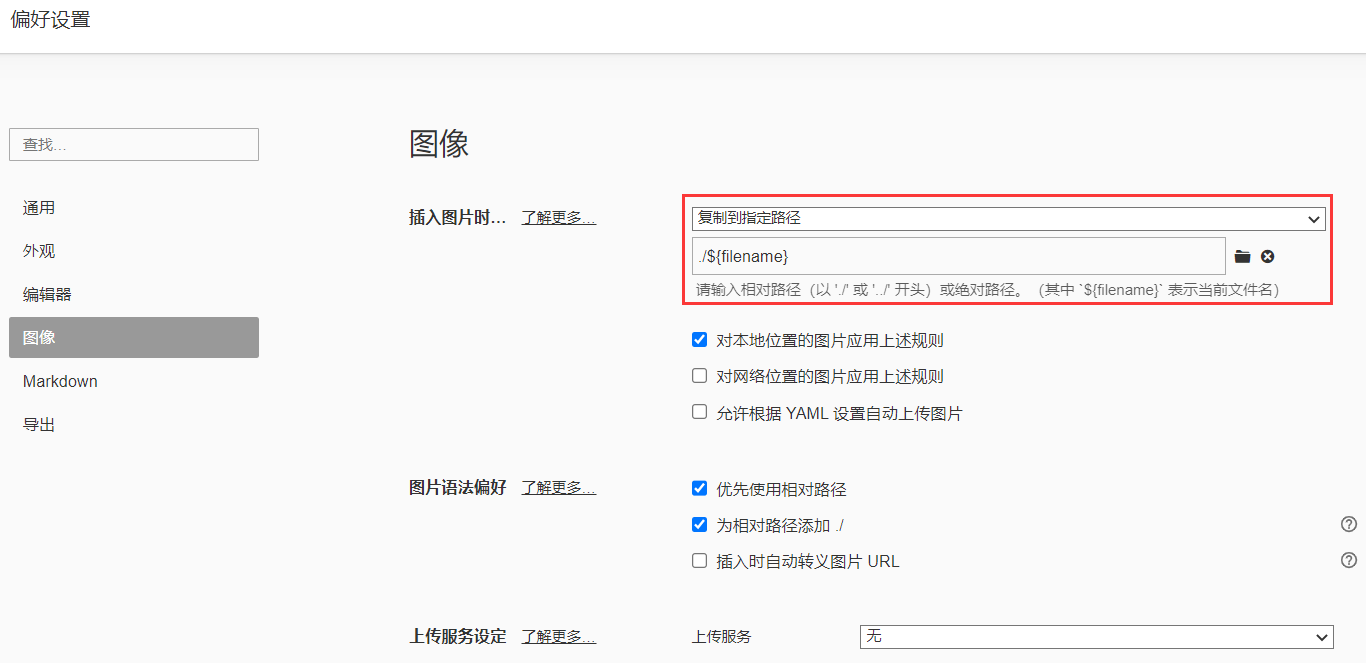 偏好设置
查找...
通用
外观
编辑器
图像
Markdown
导出
图像
插入图片时... 了解更多...
复制到指定路径
./${filename}
请输入相对路径（以 './' 或 '../' 开头）或绝对路径。（其中 `${filename}` 表示当前文件名）
对本地位置的图片应用上述规则
对网络位置的图片应用上述规则
允许根据 YAML 设置自动上传图片
图片语法偏好 了解更多...
优先使用相对路径
为相对路径添加 ./
插入时自动转义图片 URL
上传服务设定 了解更多...
上传服务 无